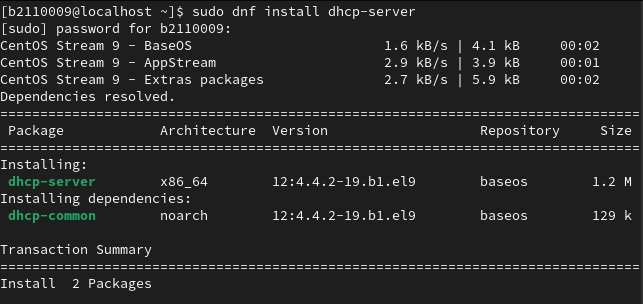 [b2110009@localhost ~]$ sudo dnf install dhcp-server
[sudo] password for b2110009:
CentOS Stream 9 - BaseOS                        1.6 kB/s | 4.1 kB     00:02
CentOS Stream 9 - AppStream                     2.9 kB/s | 3.9 kB     00:01
CentOS Stream 9 - Extras packages               2.7 kB/s | 5.9 kB     00:02
Dependencies resolved.
================================================================================
 Package            Architecture  Version                   Repository     Size
================================================================================
Installing:
 dhcp-server        x86_64        12:4.4.2-19.b1.el9        baseos        1.2 M
Installing dependencies:
 dhcp-common        noarch        12:4.4.2-19.b1.el9        baseos        129 k
Transaction Summary
================================================================================
Install  2 Packages